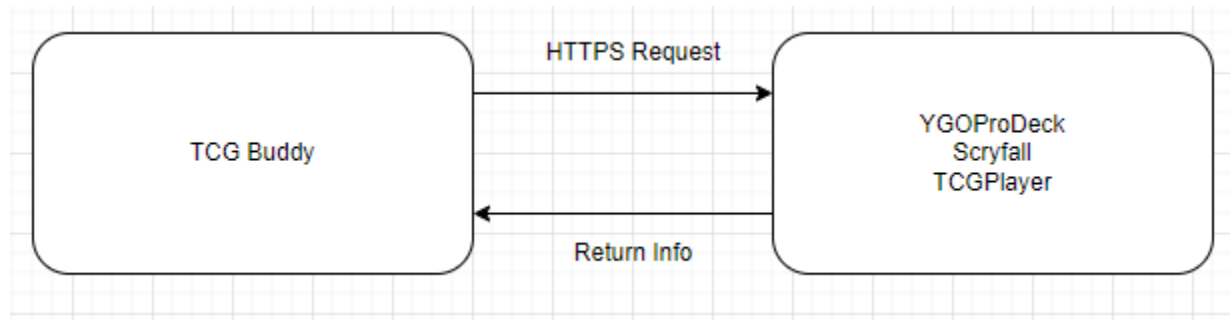 HTTPS Request
TCG Buddy
YGOProDeck
Scryfall
TCGPlayer
Return Info